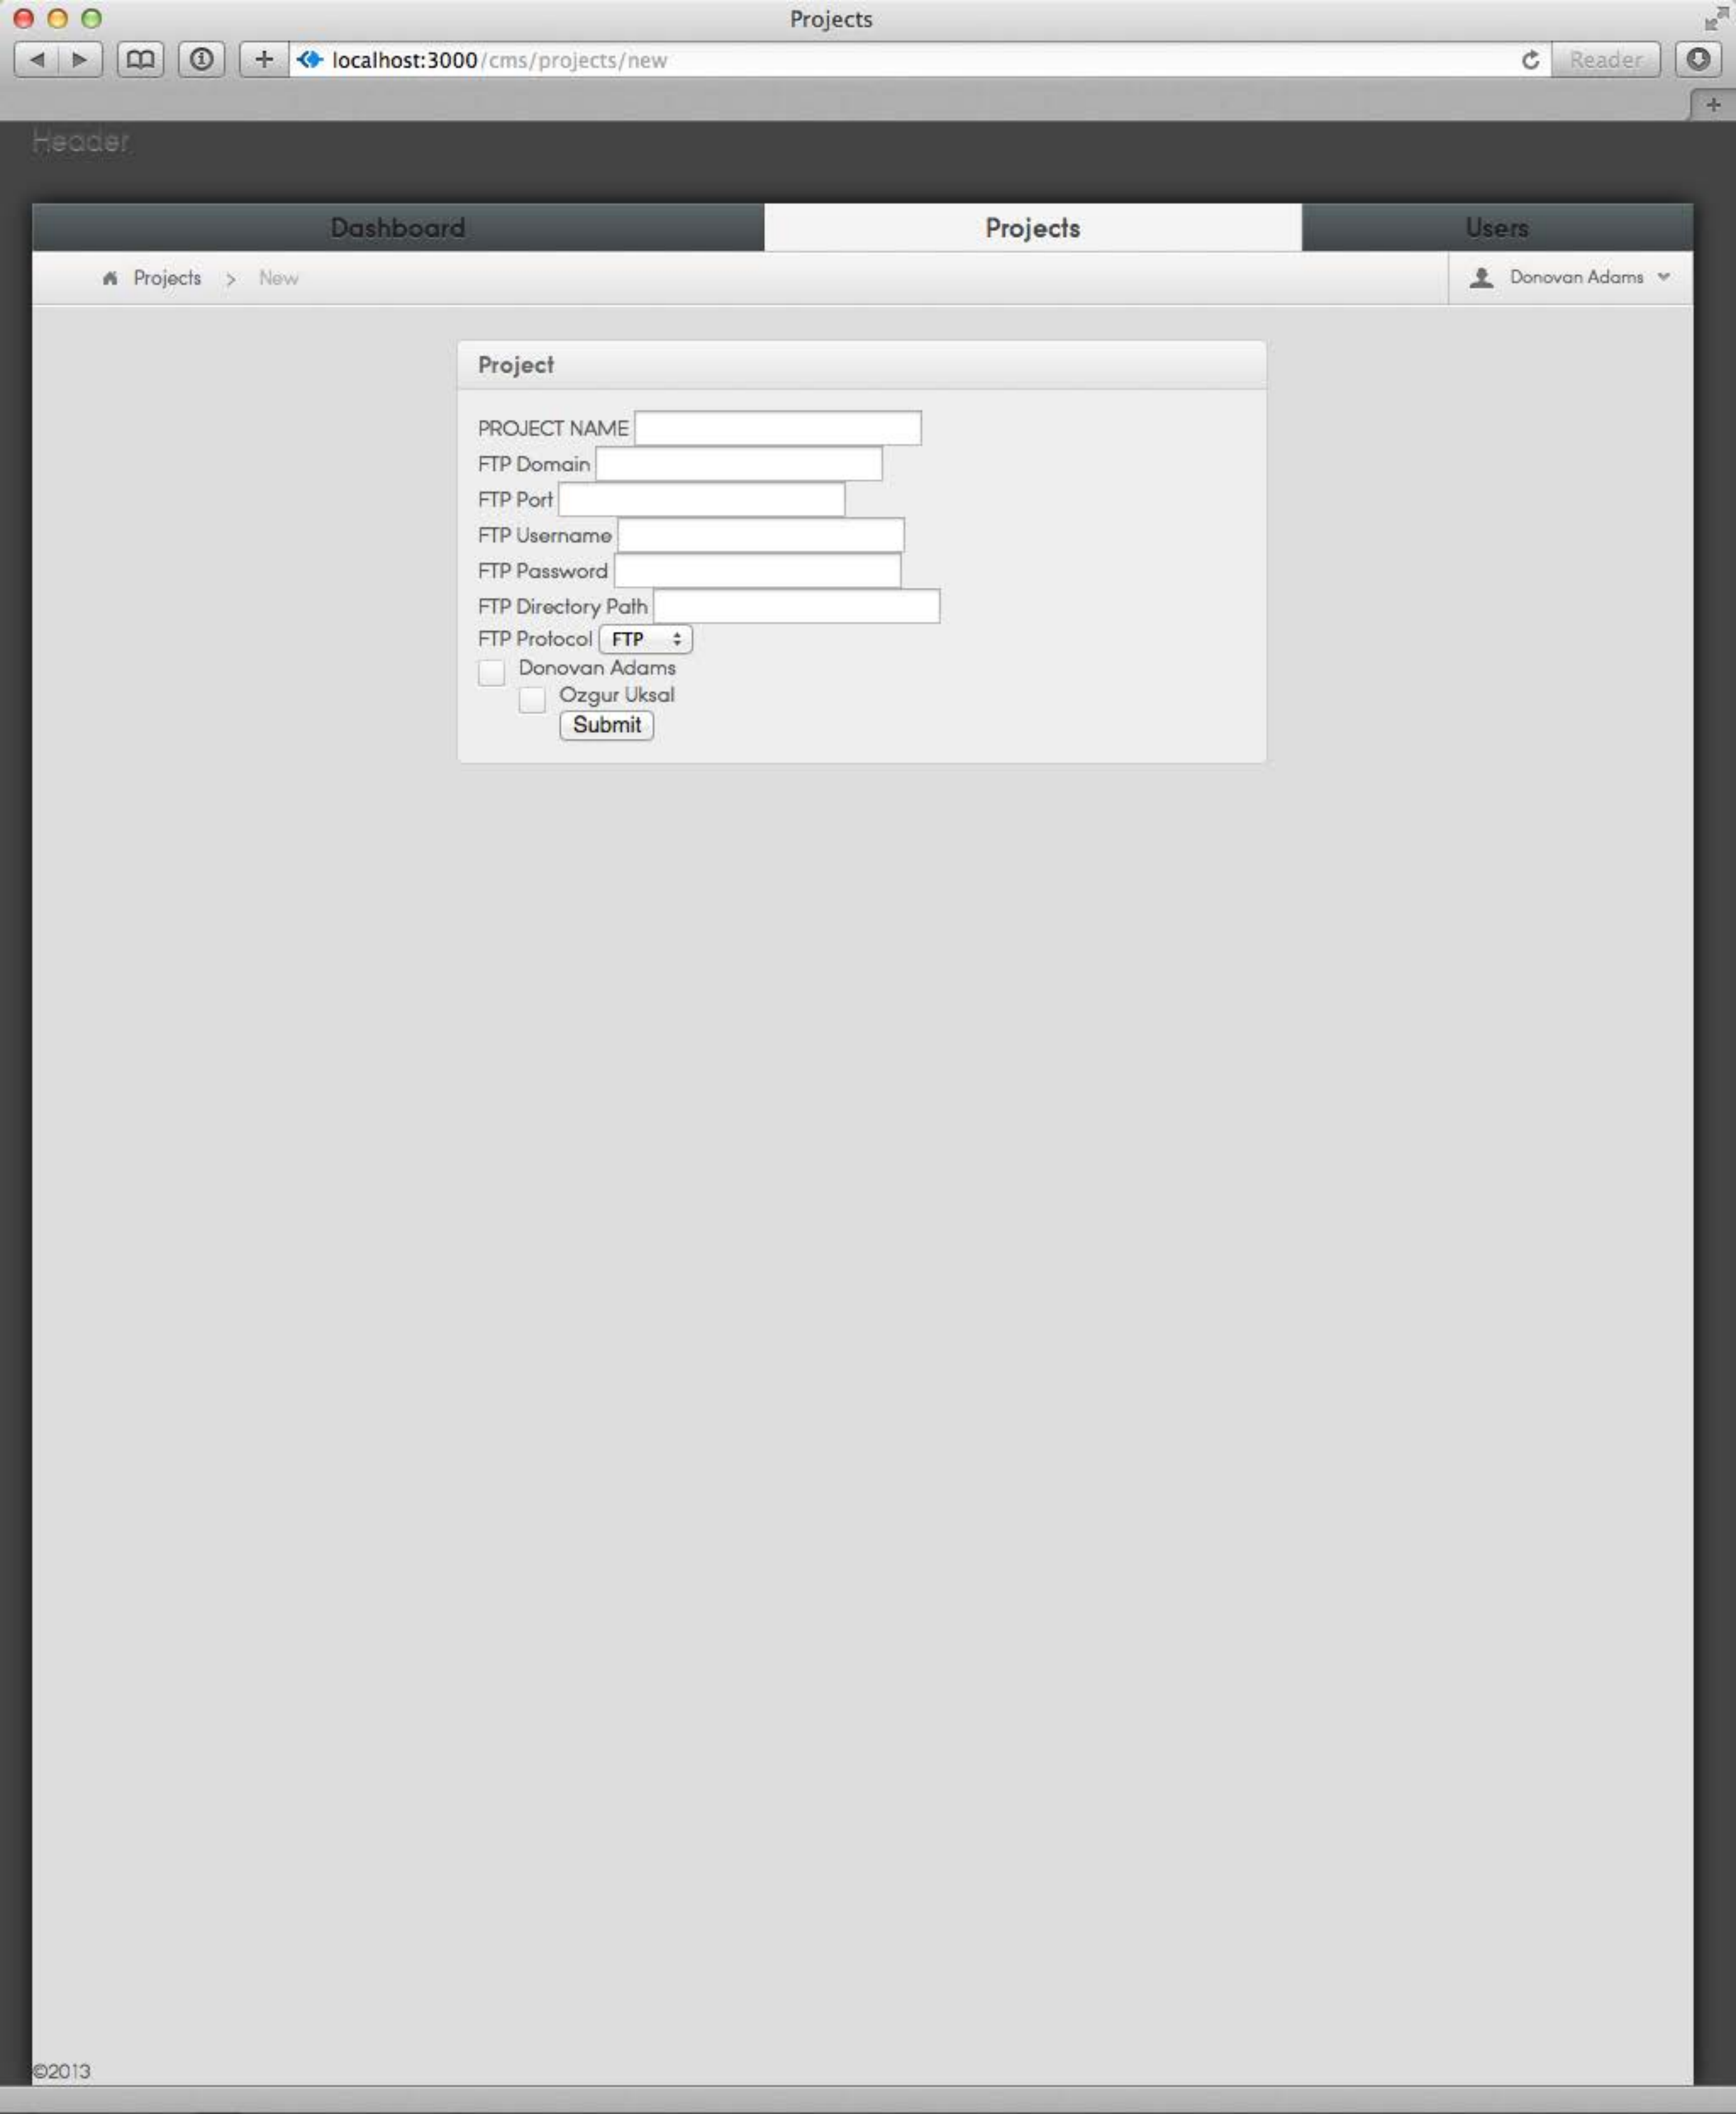 Projects
localhost:3000/cms/projects/new
Reader
Header
Dashboard Projects Users
Projects > New Donovan Adams
Project
PROJECT NAME
FTP Domain
FTP Port
FTP Username
FTP Password
FTP Directory Path
FTP Protocol FTP
Donovan Adams
Ozgur Uksal
Submit
©2013